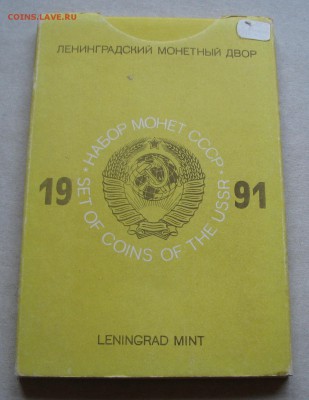 COINS.LAVE.RU
ЛЕНИНГРАДСКИЙ МОНЕТНЫЙ ДВОР
• НАБОР МОНЕТ СССР •
19 91
SET OF COINS OF THE USSR
LENINGRAD MINT